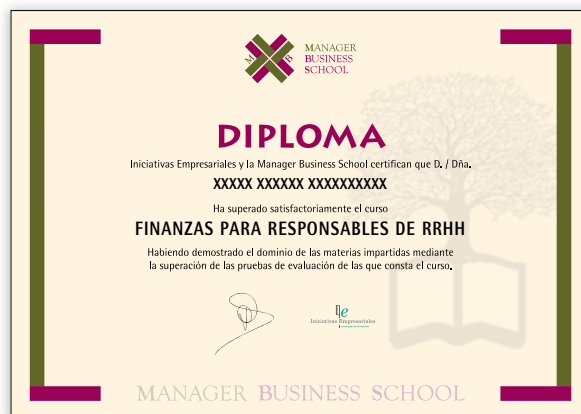 M B
MANAGER
BUSINESS
SCHOOL
DIPLOMA
Iniciativas Empresariales y la Manager Business School certifican que D. / Dña.
XXXXX XXXXXX XXXXXXXXXX
Ha superado satisfactoriamente el curso
FINANZAS PARA RESPONSABLES DE RRHH
Habiendo demostrado el dominio de las materias impartidas mediante
la superación de las pruebas de evaluación de las que consta el curso.
Ie
Iniciativas Empresariales
MANAGER BUSINESS SCHOOL